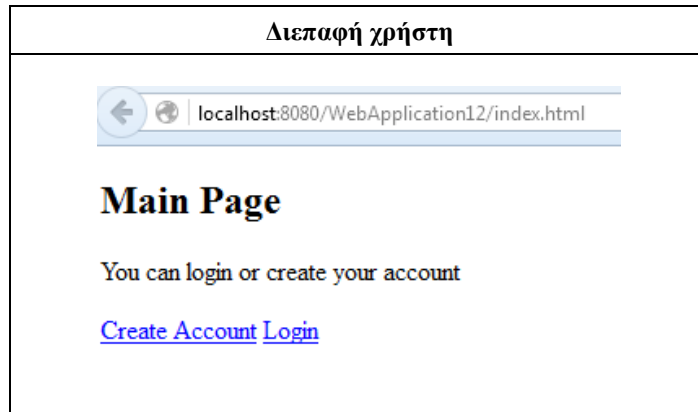 Διεπαφή χρήστη
localhost:8080/WebApplication12/index.html
Main Page
You can login or create your account
Create Account Login